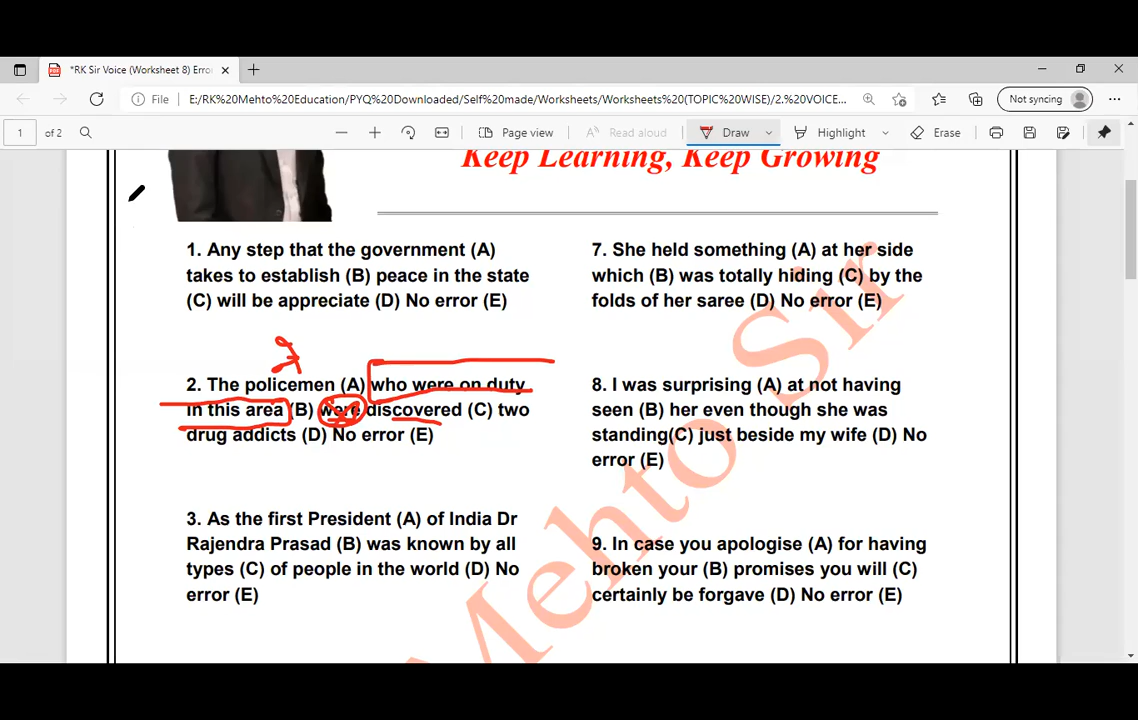 *RK Sir Voice (Worksheet 8) Erro
File
E:/RK%20Mehto%20Education/PYQ%20Downloaded/Self%20made/Worksheets/Worksheets%20(TOPIC%20WISE)/2.%20VOICE...
Not syncing
1 of 2
Page view
Read aloud
Draw
Highlight
Erase
Keep Learning, Keep Growing
1. Any step that the government (A)
takes to establish (B) peace in the state
(C) will be appreciate (D) No error (E)
2. The policemen (A) who were on duty
in this area (B) were discovered (C) two
drug addicts (D) No error (E)
3. As the first President (A) of India Dr
Rajendra Prasad (B) was known by all
types (C) of people in the world (D) No
error (E)
7. She held something (A) at her side
which (B) was totally hiding (C) by the
folds of her saree (D) No error (E)
8. I was surprising (A) at not having
seen (B) her even though she was
standing(C) just beside my wife (D) No
error (E)
9. In case you apologise (A) for having
broken your (B) promises you will (C)
certainly be forgave (D) No error (E)
Mehto Sir